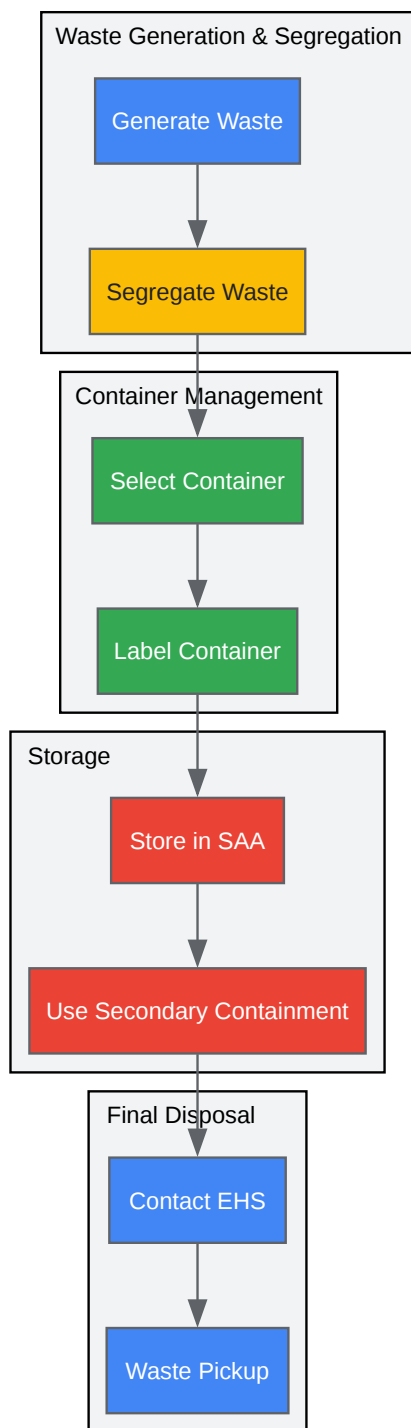 Waste Generation & Segregation
Generate Waste
Segregate Waste
Container Management
Select Container
Label Container
Storage
Store in SAA
Use Secondary Containment
Final Disposal
Contact EHS
Waste Pickup